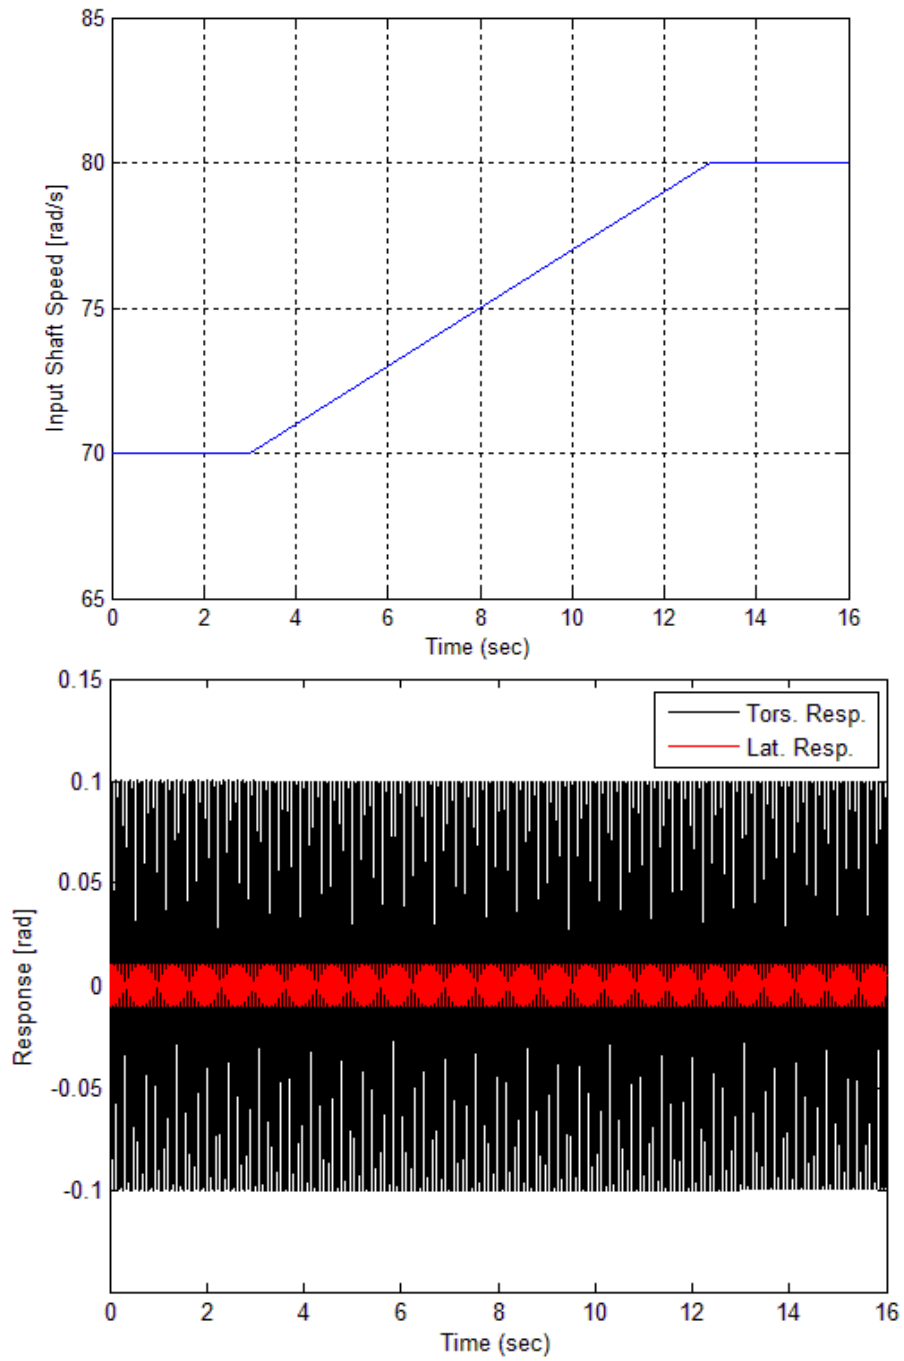 85
80
75
70
65
Input Shaft Speed [rad/s]
0 2 4 6 8 10 12 14 16
Time (sec)
0.15
0.1
0.05
0
-0.05
-0.1
Response [rad]
Tors. Resp.
Lat. Resp.
0 2 4 6 8 10 12 14 16
Time (sec)